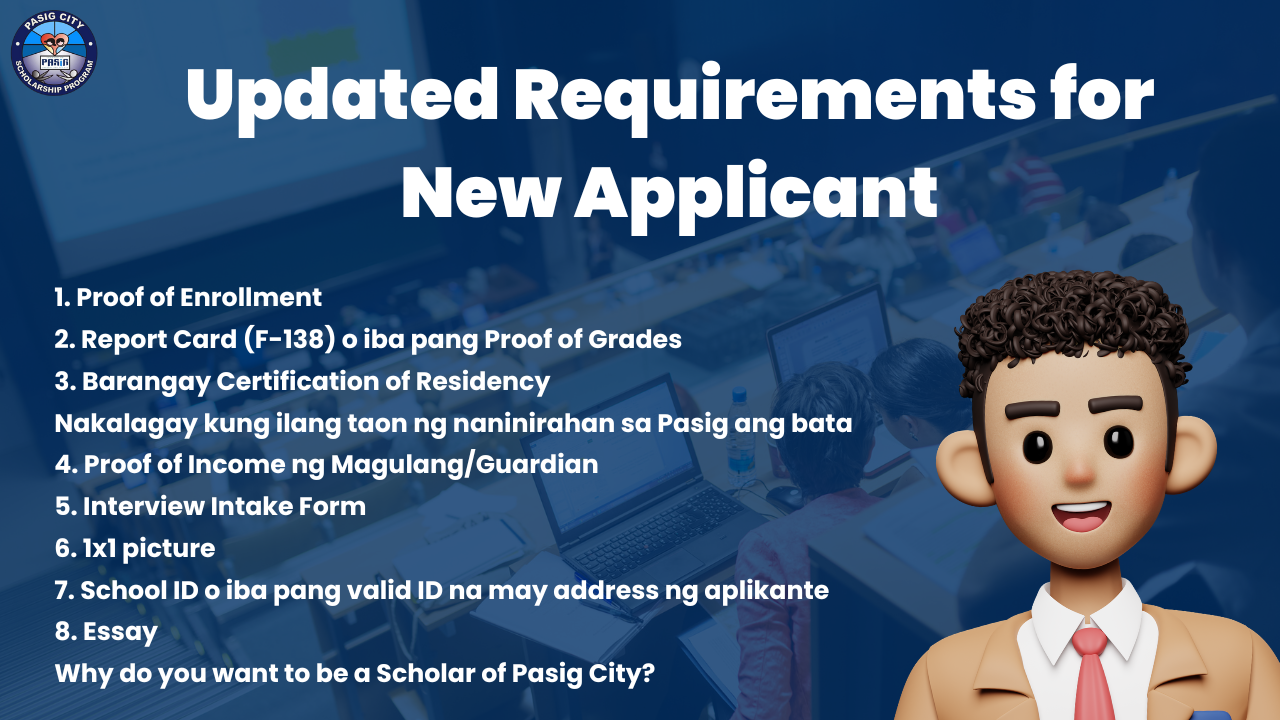 PASIG CITY
PASIG
SCHOLARSHIP PROGRAM
Updated Requirements for
New Applicant
1. Proof of Enrollment
2. Report Card (F-138) o iba pang Proof of Grades
3. Barangay Certification of Residency
Nakalagay kung ilang taon ng naninirahan sa Pasig ang bata
4. Proof of Income ng Magulang/Guardian
5. Interview Intake Form
6. 1x1 picture
7. School ID o iba pang valid ID na may address ng aplikante
8. Essay
Why do you want to be a Scholar of Pasig City?